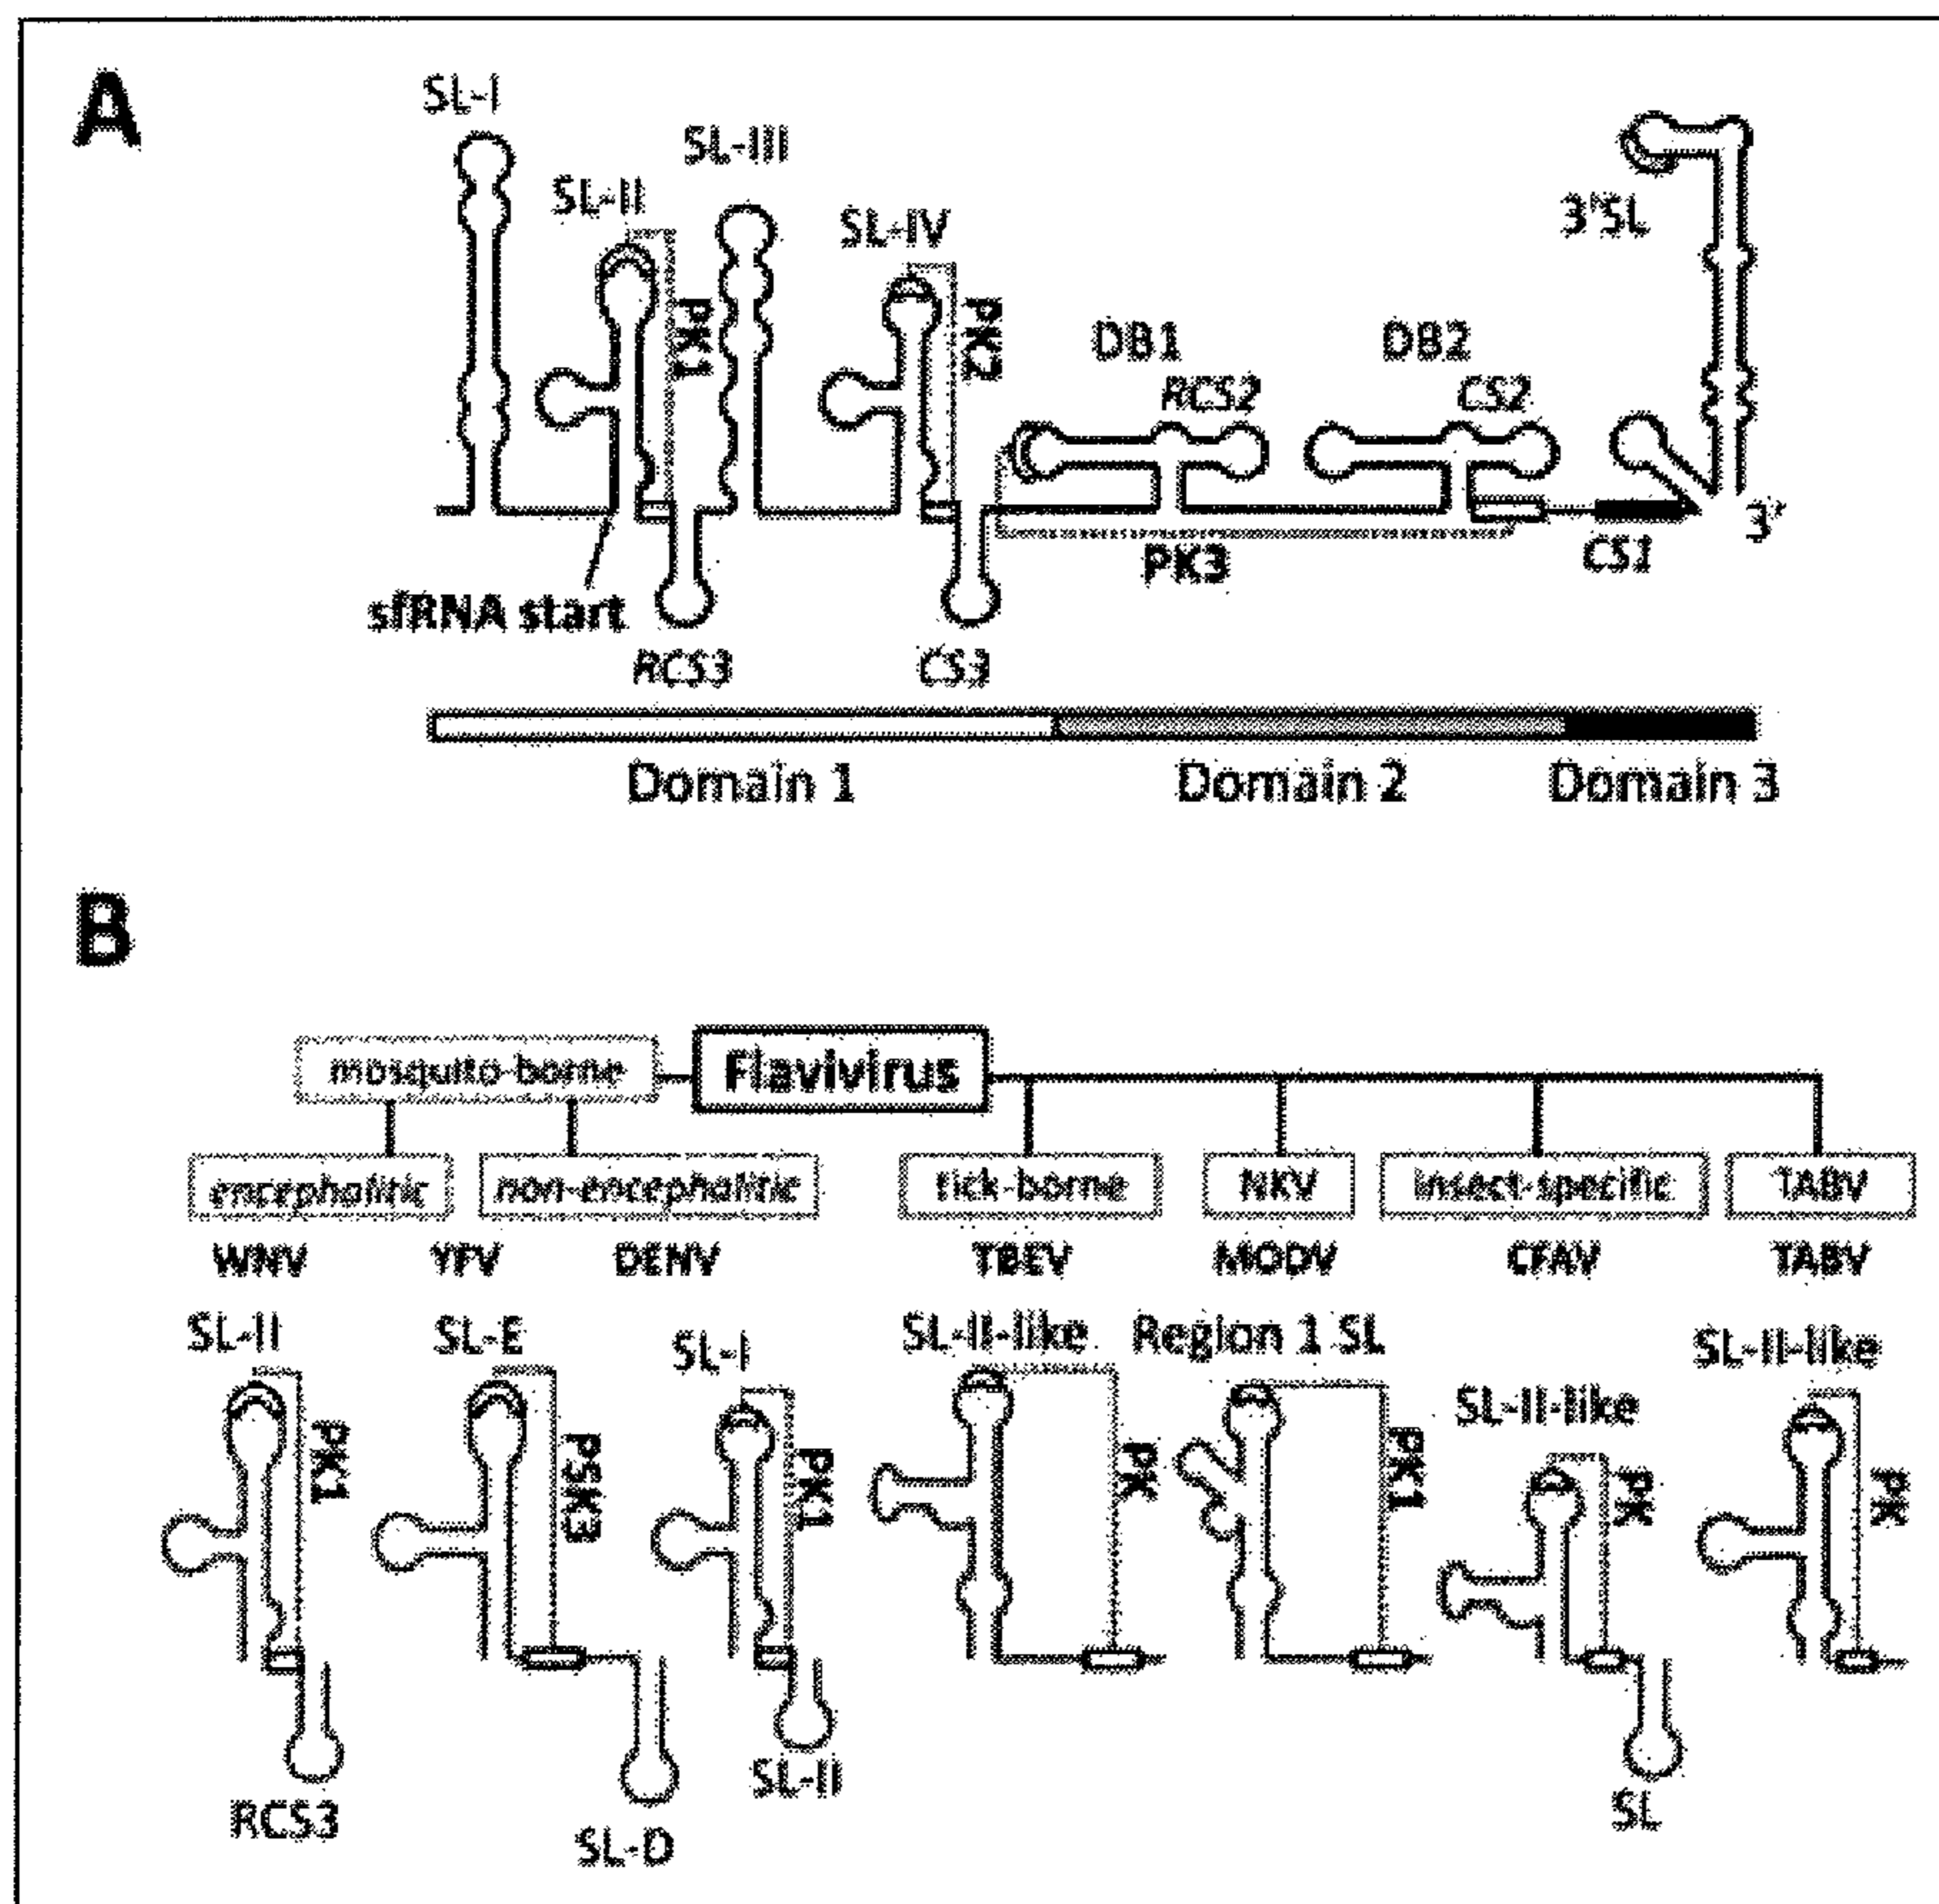 A
SL-I
SL-III
SL-II
SL-IV
3'SL
PK1
PK2
DB1
DB2
RCS2
CS2
PK3
CS1
3'
sfRNA start
RCS3
CS3
Domain 1
Domain 2
Domain 3
B
mosquito-borne
Flavivirus
encephalitic
non-encephalitic
tick-borne
NKV
insect-specific
TABV
WNV
YFV
DENV
TBEV
MODV
CFAV
TABV
SL-II
SL-E
SL-I
SL-II-like
Region 1 SL
SL-II-like
SL-II-like
PK1
PSK3
PK1
PK
PK1
PK
PK
RCS3
SL-D
SL-II
SL